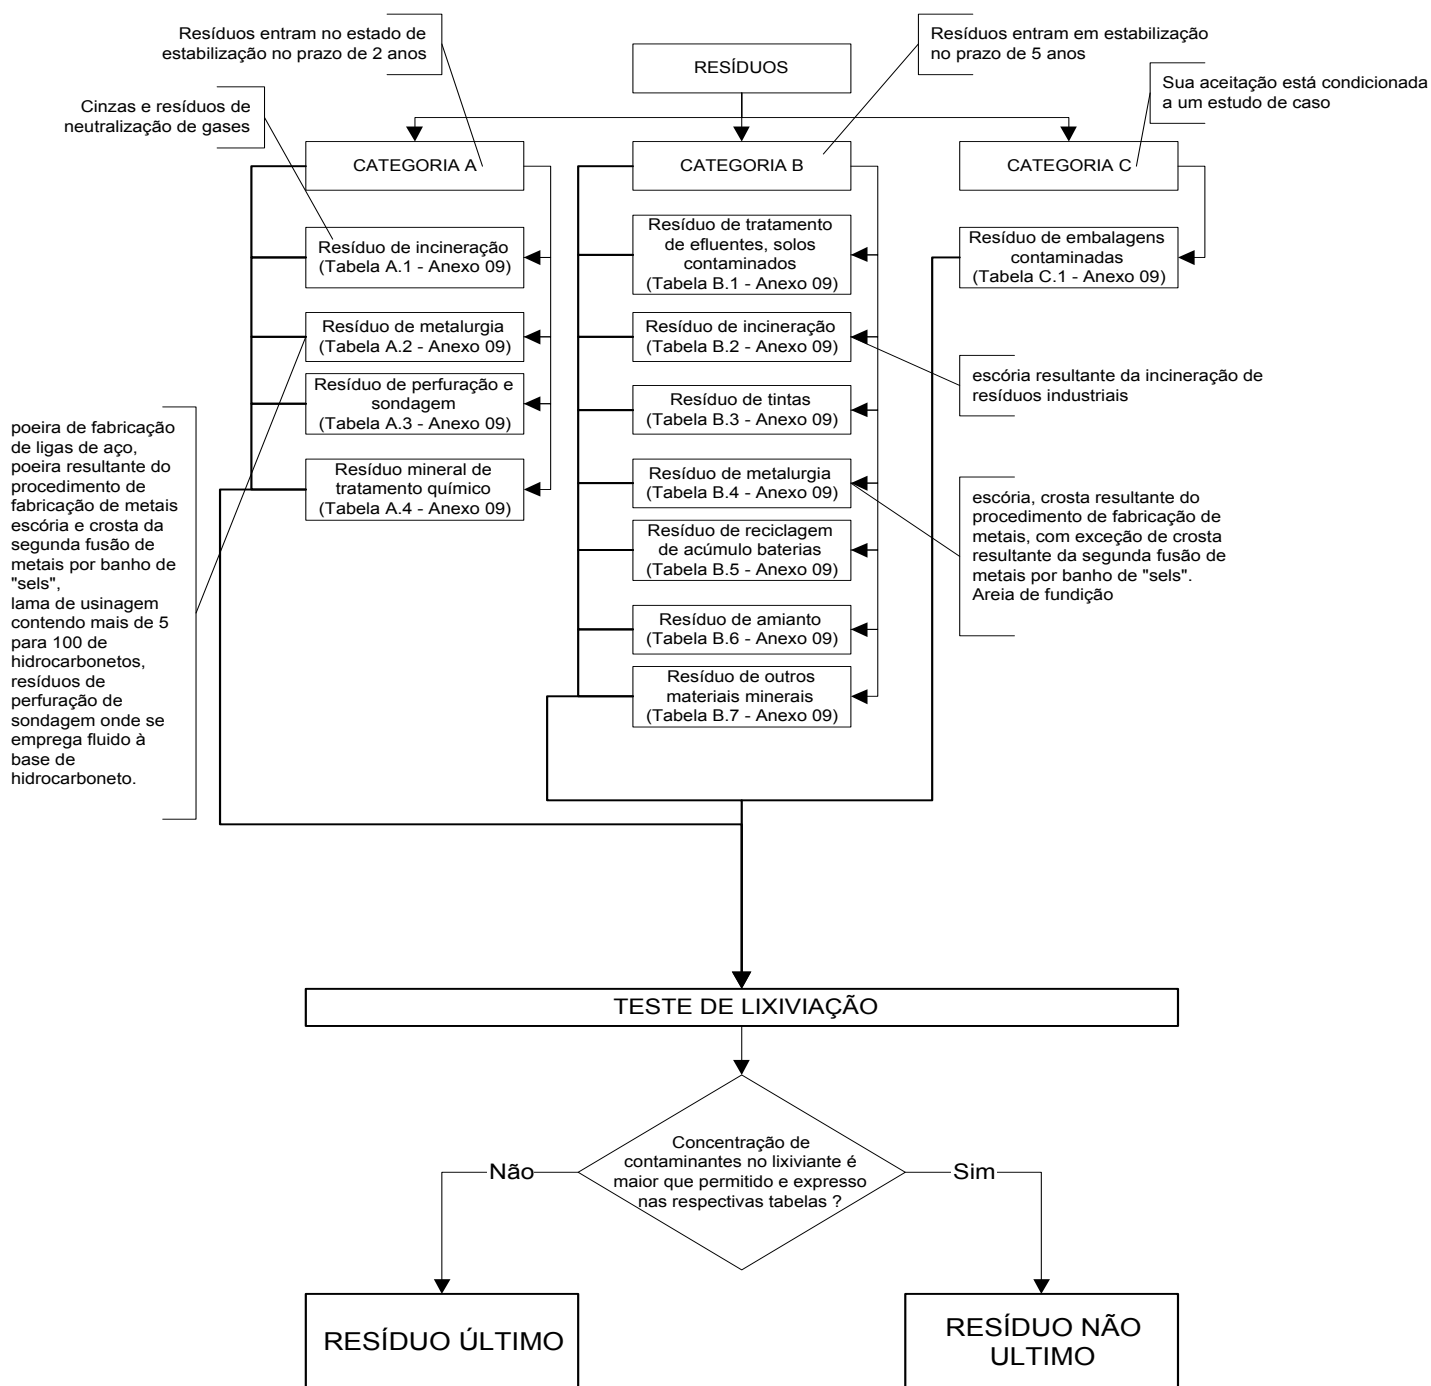 Resíduos entram no estado de
estabilização no prazo de 2 anos
RESÍDUOS
Resíduos entram em estabilização
no prazo de 5 anos
Sua aceitação está condicionada
a um estudo de caso
Cinzas e resíduos de
neutralização de gases
CATEGORIA A
CATEGORIA B
CATEGORIA C
Resíduo de incineração
(Tabela A.1 - Anexo 09)
Resíduo de metalurgia
(Tabela A.2 - Anexo 09)
Resíduo de perfuração e
sondagem
(Tabela A.3 - Anexo 09)
Resíduo mineral de
tratamento químico
(Tabela A.4 - Anexo 09)
Resíduo de tratamento
de efluentes, solos
contaminados
(Tabela B.1 - Anexo 09)
Resíduo de incineração
(Tabela B.2 - Anexo 09)
Resíduo de tintas
(Tabela B.3 - Anexo 09)
Resíduo de metalurgia
(Tabela B.4 - Anexo 09)
Resíduo de reciclagem
de acúmulo baterias
(Tabela B.5 - Anexo 09)
Resíduo de amianto
(Tabela B.6 - Anexo 09)
Resíduo de outros
materiais minerais
(Tabela B.7 - Anexo 09)
Resíduo de embalagens
contaminadas
(Tabela C.1 - Anexo 09)
escória resultante da incineração de
resíduos industriais
escória, crosta resultante do
procedimento de fabricação de
metais, com exceção de crosta
resultante da segunda fusão de
metais por banho de "sels".
Areia de fundição
poeira de fabricação
de ligas de aço,
poeira resultante do
procedimento de
fabricação de metais
escória e crosta da
segunda fusão de
metais por banho de
"sels",
lama de usinagem
contendo mais de 5
para 100 de
hidrocarbonetos,
resíduos de
perfuração de
sondagem onde se
emprega fluido à
base de
hidrocarboneto.
TESTE DE LIXIVIAÇÃO
Concentração de
contaminantes no lixiviante é
maior que permitido e expresso
nas respectivas tabelas ?
Não
Sim
RESÍDUO ÚLTIMO
RESÍDUO NÃO
ULTIMO